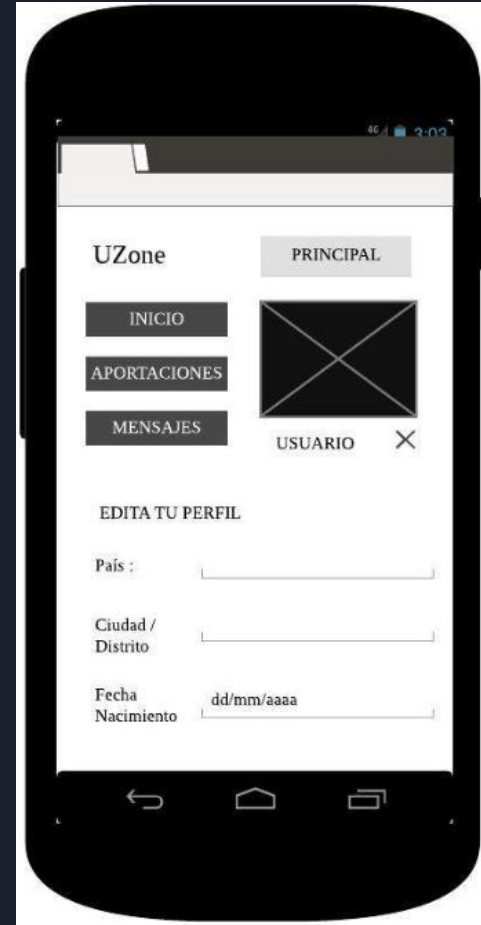 4G 3:03
UZone
PRINCIPAL
INICIO
APORTACIONES
MENSAJES
USUARIO
EDITA TU PERFIL
País :
Ciudad /
Distrito
Fecha
Nacimiento
dd/mm/aaaa